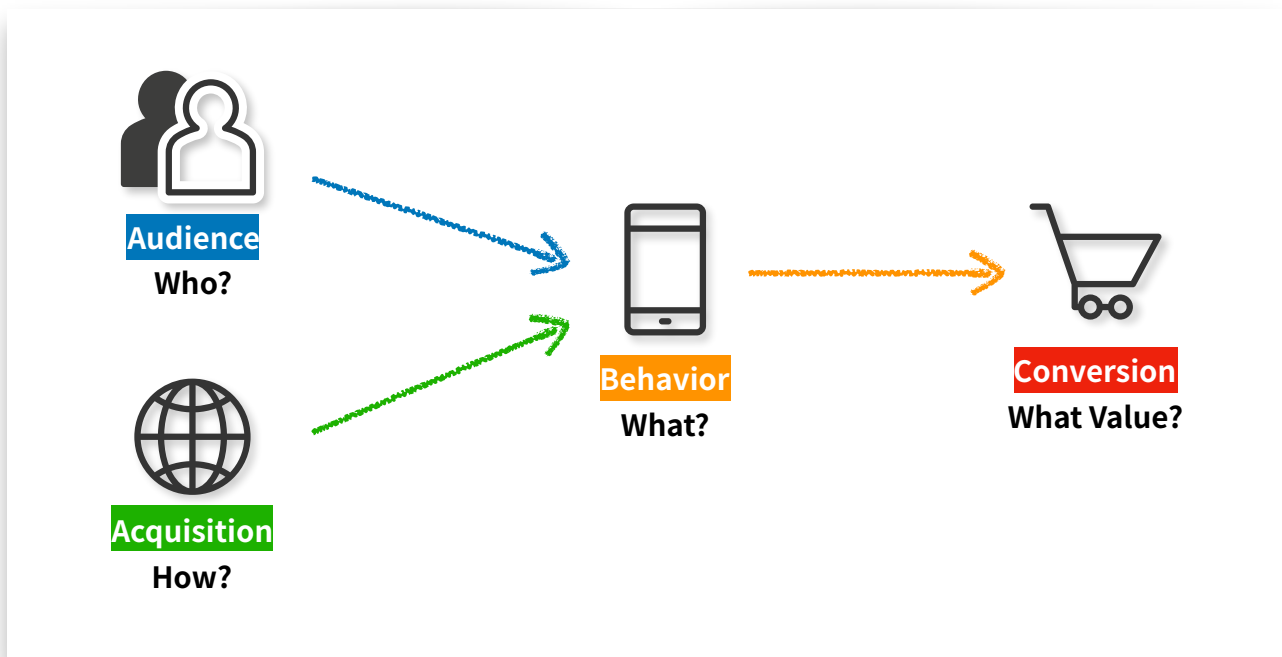 Audience
Who?
Acquisition
How?
Behavior
What?
Conversion
What Value?